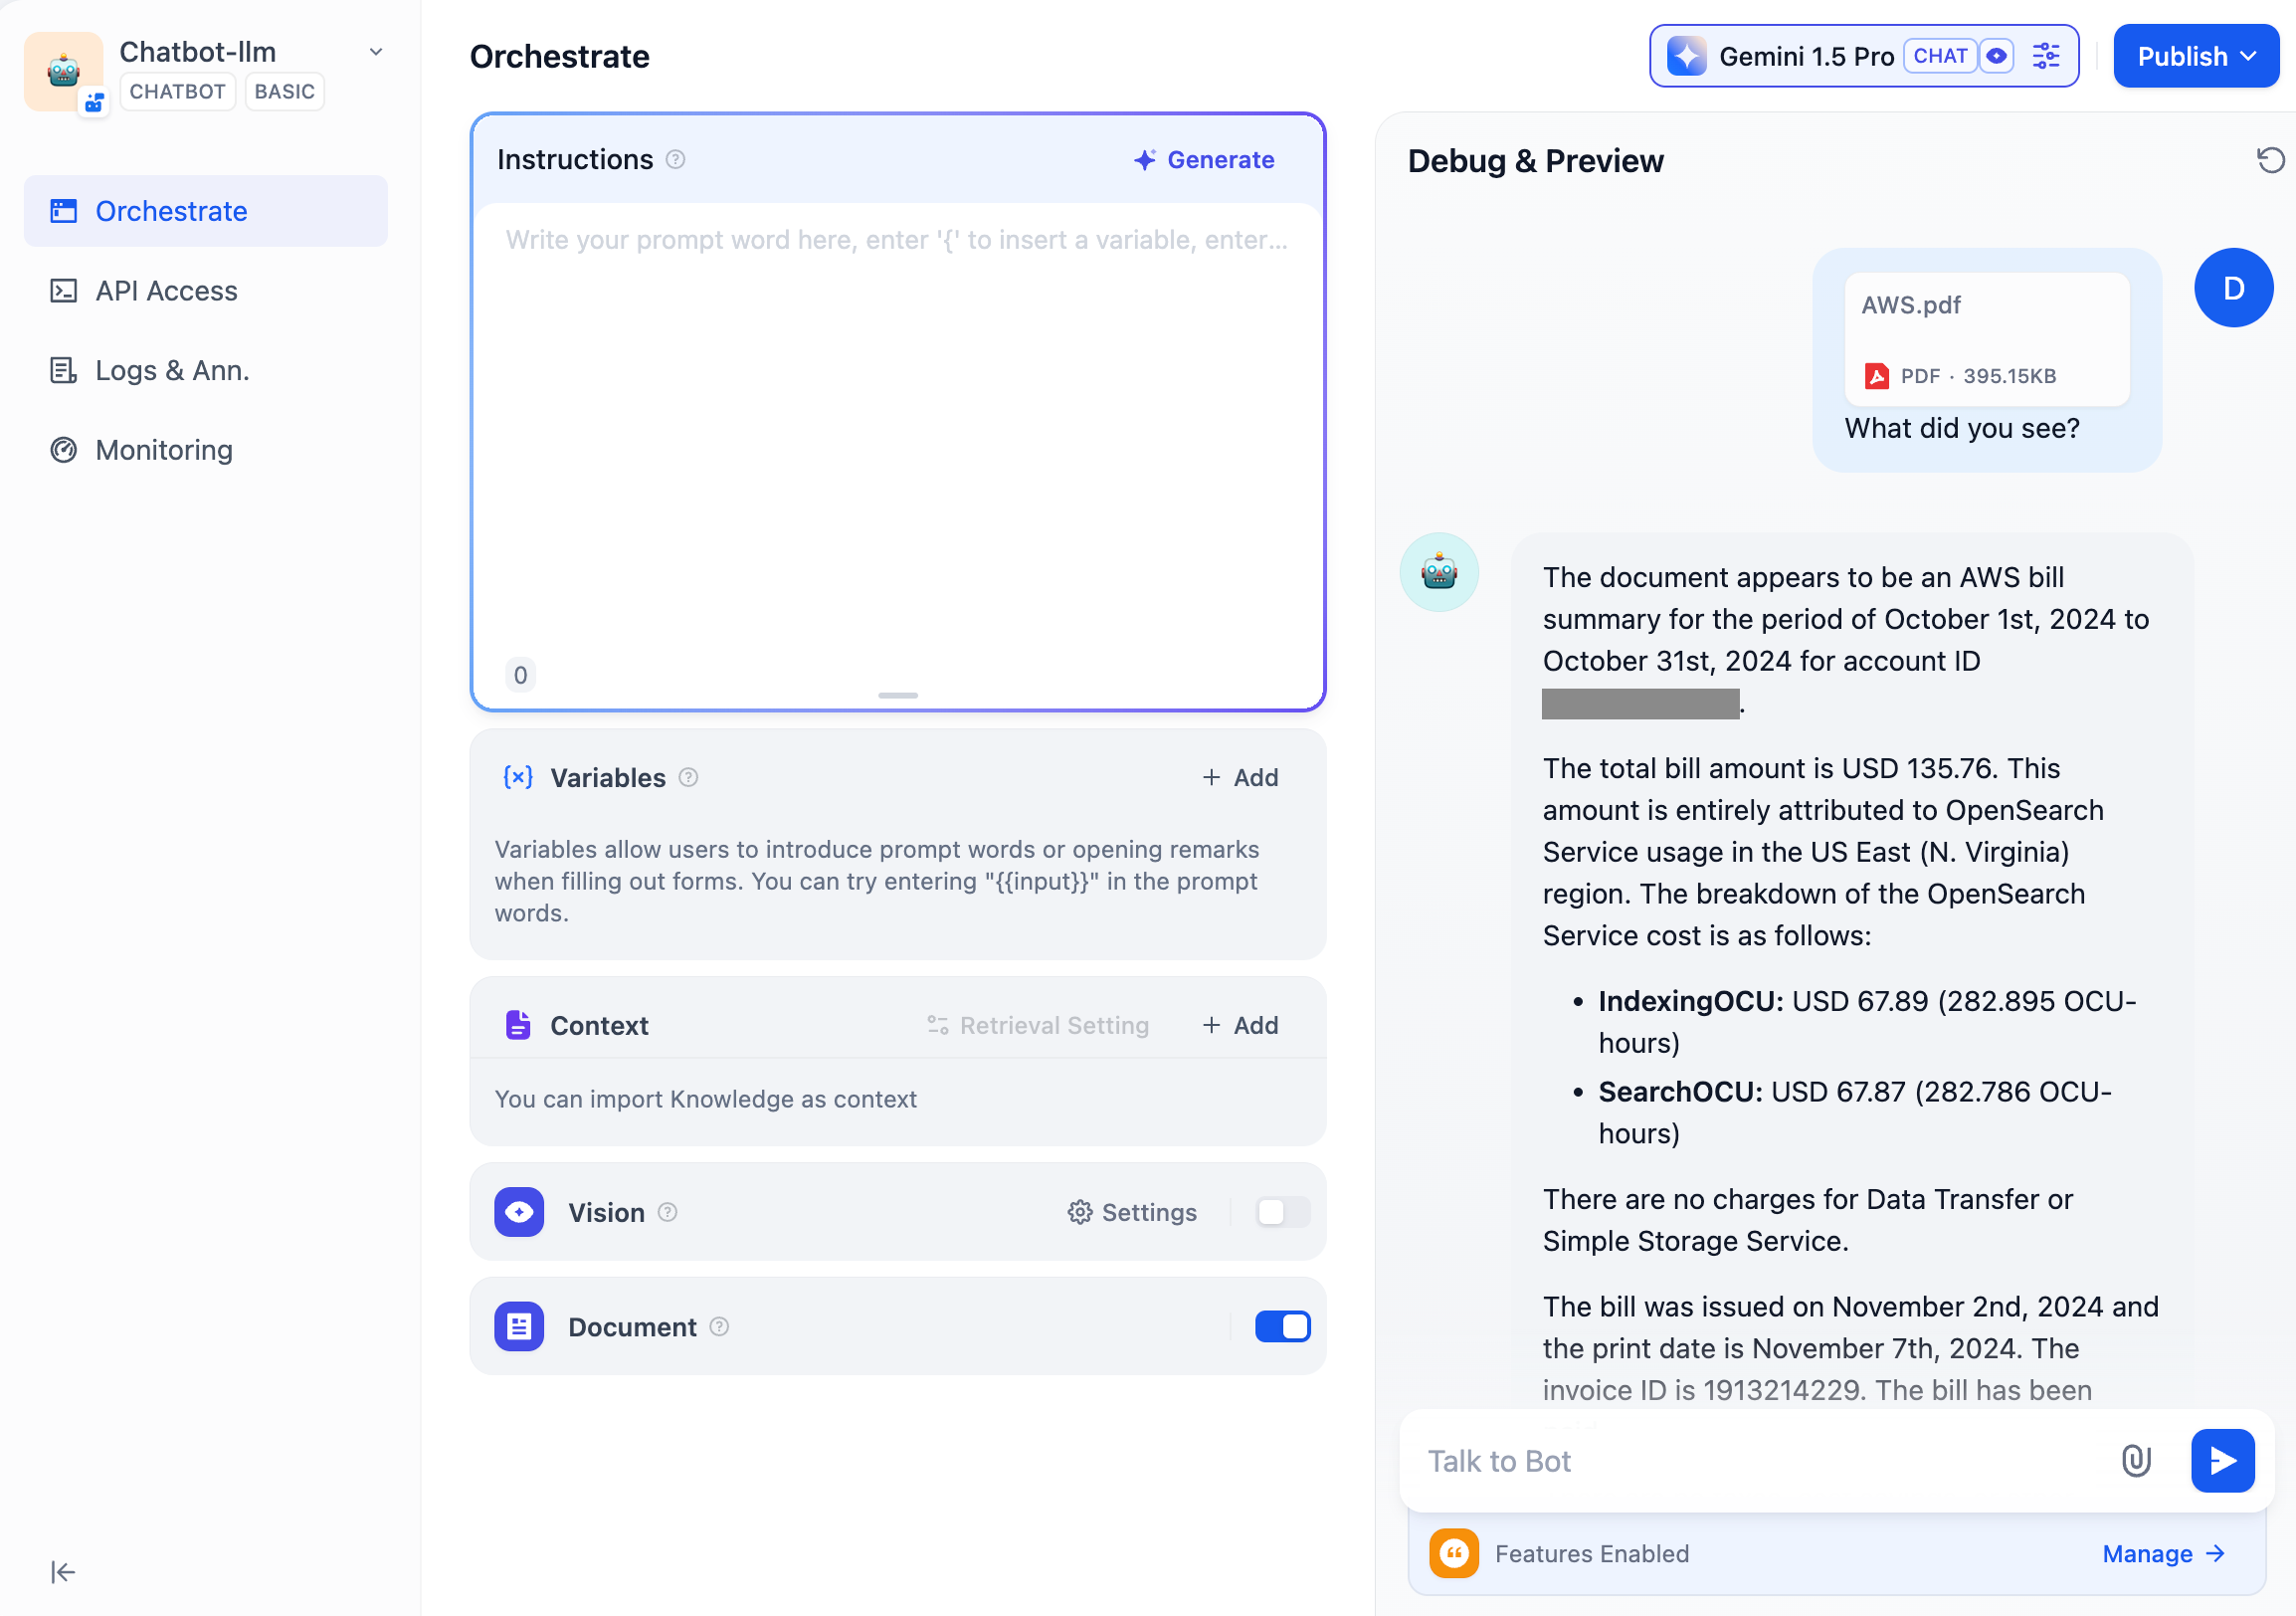 Chatbot-llm
CHATBOT
BASIC
Orchestrate
API Access
Logs & Ann.
Monitoring
Orchestrate
Gemini 1.5 Pro
CHAT
Publish
Instructions
Generate
Write your prompt word here, enter '{' to insert a variable, enter...
0
{x}
Variables
+ Add
Variables allow users to introduce prompt words or opening remarks
when filling out forms. You can try entering "{{input}}" in the prompt
words.
Context
Retrieval Setting
+ Add
You can import Knowledge as context
Vision
Settings
Document
Debug & Preview
D
AWS.pdf
PDF · 395.15KB
What did you see?
The document appears to be an AWS bill
summary for the period of October 1st, 2024 to
October 31st, 2024 for account ID
.
The total bill amount is USD 135.76. This
amount is entirely attributed to OpenSearch
Service usage in the US East (N. Virginia)
region. The breakdown of the OpenSearch
Service cost is as follows:
• IndexingOCU: USD 67.89 (282.895 OCU-
hours)
• SearchOCU: USD 67.87 (282.786 OCU-
hours)
There are no charges for Data Transfer or
Simple Storage Service.
The bill was issued on November 2nd, 2024 and
the print date is November 7th, 2024. The
invoice ID is 1913214229. The bill has been
Talk to Bot
Features Enabled
Manage